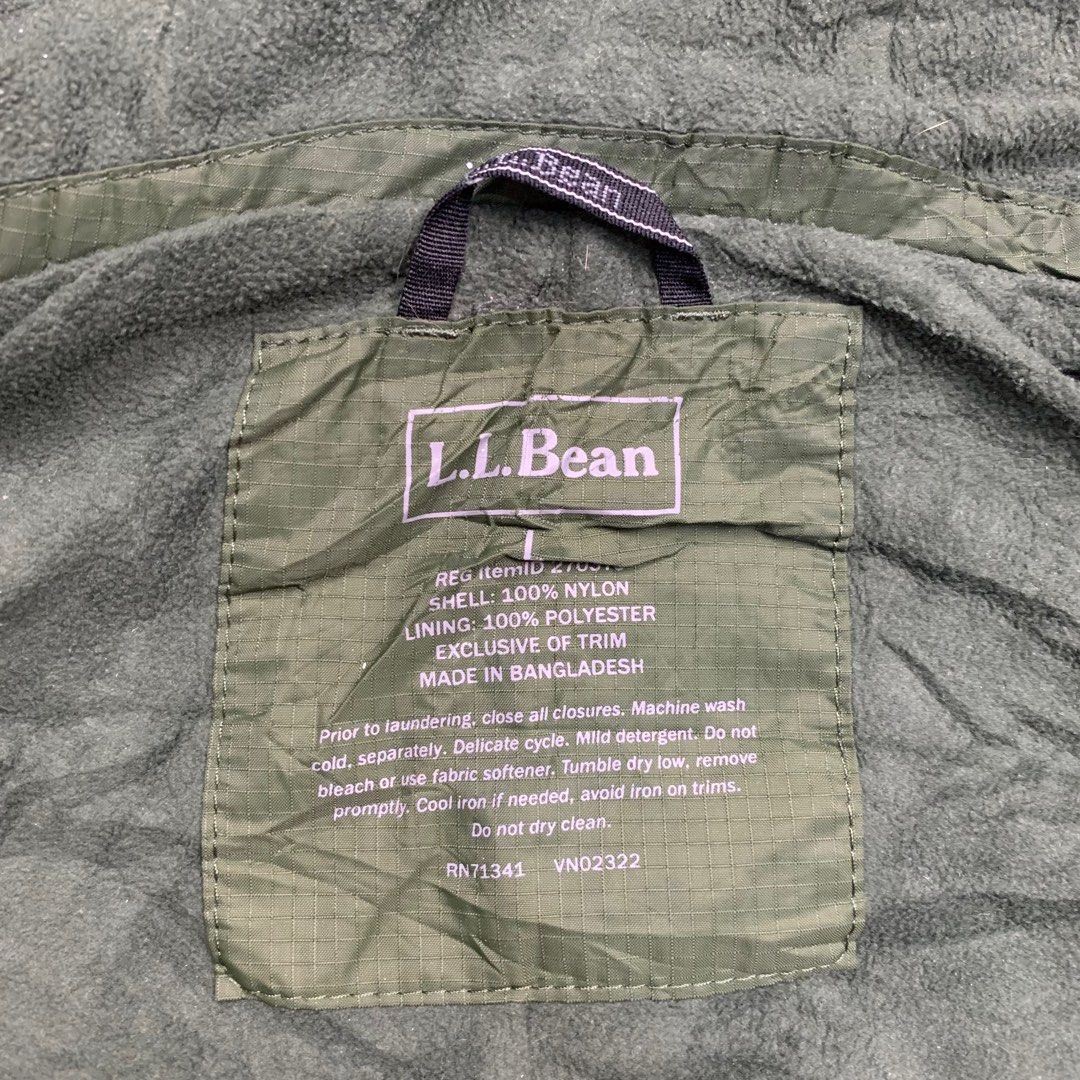 L.Bean
L.L.Bean
L
REG ItemID
SHELL: 100% NYLON
LINING: 100% POLYESTER
EXCLUSIVE OF TRIM
MADE IN BANGLADESH
Prior to laundering, close all closures. Machine wash
cold, separately. Delicate cycle. Mild detergent. Do not
bleach or use fabric softener. Tumble dry low, remove
promptly. Cool iron if needed, avoid iron on trims.
Do not dry clean.
RN71341 VN02322